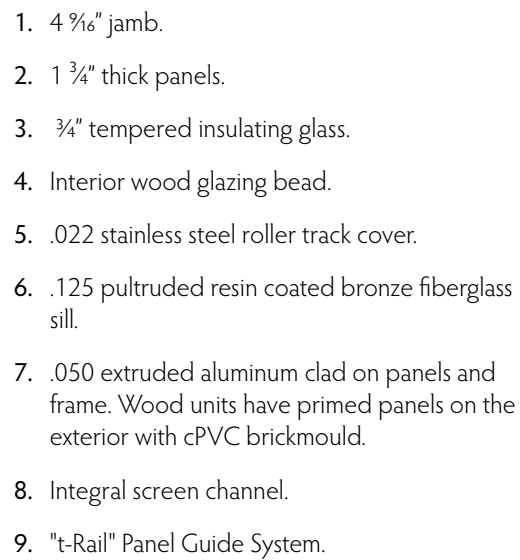 1. 4 9⁄16" jamb.
2. 1 ¾" thick panels.
3. ¾" tempered insulating glass.
4. Interior wood glazing bead.
5. .022 stainless steel roller track cover.
6. .125 pultruded resin coated bronze fiberglass
sill.
7. .050 extruded aluminum clad on panels and
frame. Wood units have primed panels on the
exterior with cPVC brickmould.
8. Integral screen channel.
9. "t-Rail" Panel Guide System.